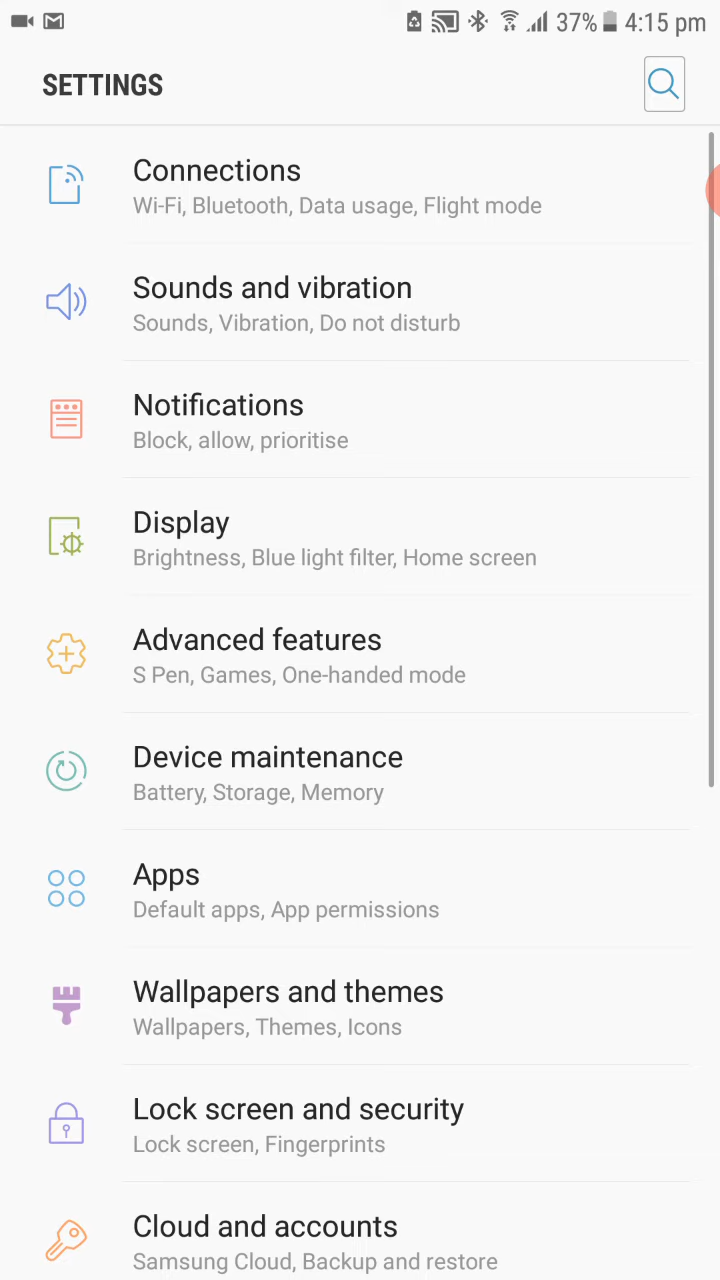 37% 4:15 pm
SETTINGS
Connections
Wi-Fi, Bluetooth, Data usage, Flight mode
Sounds and vibration
Sounds, Vibration, Do not disturb
Notifications
Block, allow, prioritise
Display
Brightness, Blue light filter, Home screen
Advanced features
S Pen, Games, One-handed mode
Device maintenance
Battery, Storage, Memory
Apps
Default apps, App permissions
Wallpapers and themes
Wallpapers, Themes, Icons
Lock screen and security
Lock screen, Fingerprints
Cloud and accounts
Samsung Cloud, Backup and restore